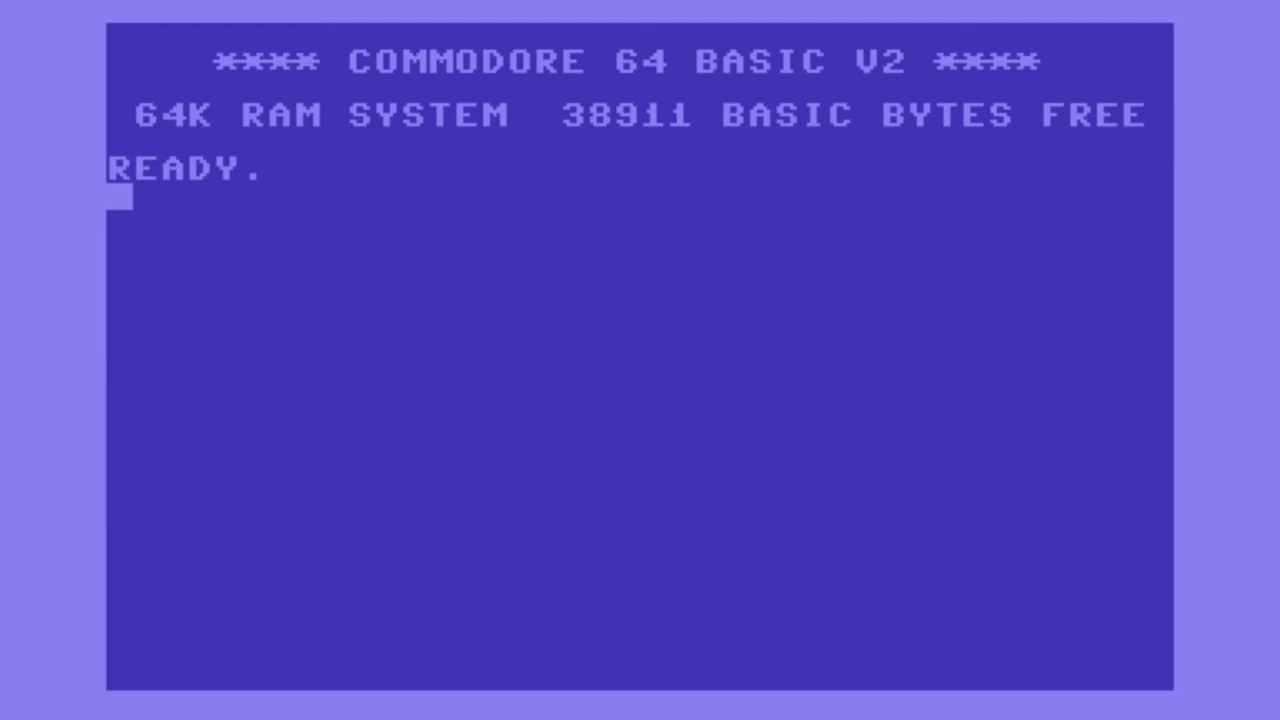 **** COMMODORE 64 BASIC V2 ****
64K RAM SYSTEM  38911 BASIC BYTES FREE
READY.